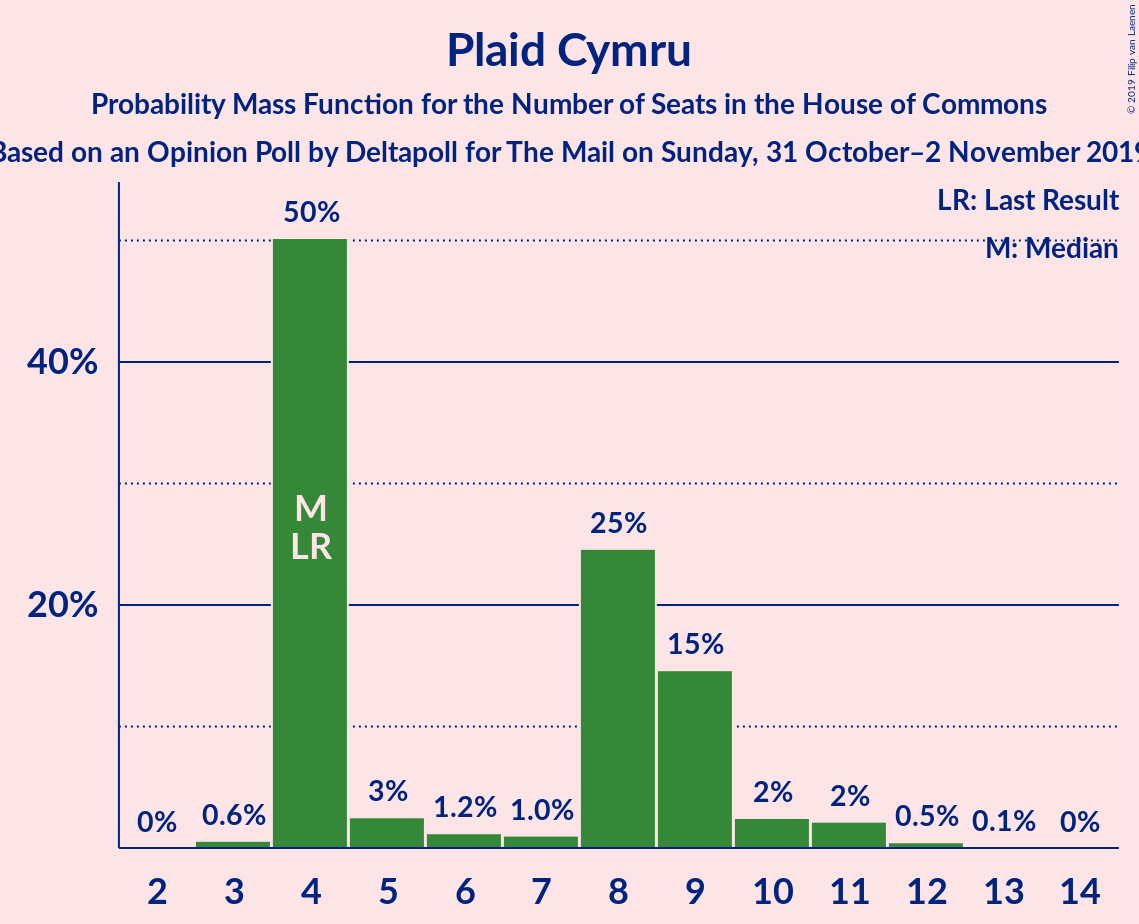 Plaid Cymru
Probability Mass Function for the Number of Seats in the House of Commons
Based on an Opinion Poll by Deltapoll for The Mail on Sunday, 31 October–2 November 2019
© 2019 Filip van Laenen
LR: Last Result
M: Median
50%
40%
M
LR
25%
20%
15%
0%
0.6%
3%
1.2%
1.0%
2%
2%
0.5%
0.1%
0%
2 3 4 5 6 7 8 9 10 11 12 13 14